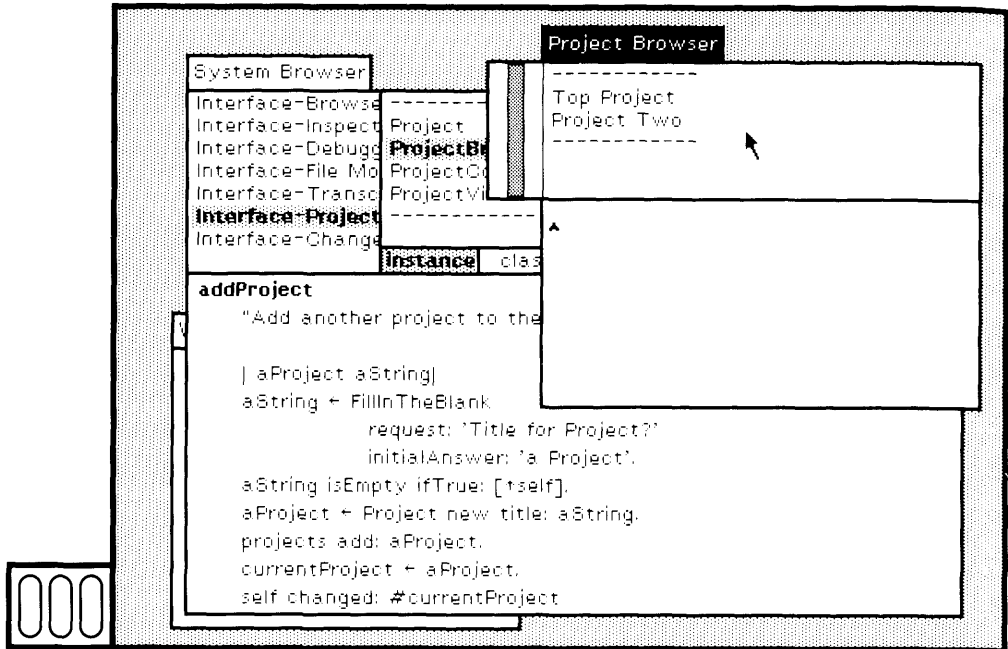 Project Browser
System Browser
------------
Top Project
Project Two
------------
Interface-Browse
Interface-Inspect
Interface-Debugg
Interface-File Mo
Interface-Transc
Interface-Project
Interface-Change
---------
Project
ProjectBr
ProjectCo
ProjectVi
------------
instance clas
addProject
"Add another project to the
| aProject aString|
aString ← FillInTheBlank
request: 'Title for Project?'
initialAnswer: 'a Project'.
aString isEmpty ifTrue: [↑self].
aProject ← Project new title: aString.
projects add: aProject.
currentProject ← aProject.
self changed: #currentProject